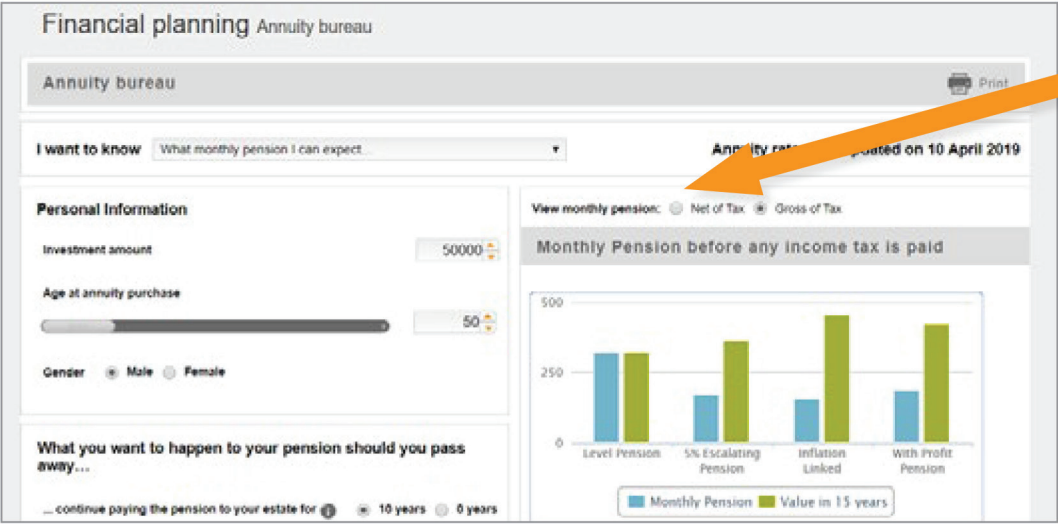 Financial planning Annuity bureau
Annuity bureau
Print
I want to know What monthly pension I can expect...
Annuity updated on 10 April 2019
Personal Information
Investment amount 50000
Age at annuity purchase
50
Gender Male Female
What you want to happen to your pension should you pass
away...
... continue paying the pension to your estate for 10 years 0 years
View monthly pension: Net of Tax Gross of Tax
Monthly Pension before any income tax is paid
500
250
0
Level Pension 5% Escalating Inflation With Profit
Pension Linked Pension
Monthly Pension Value in 15 years